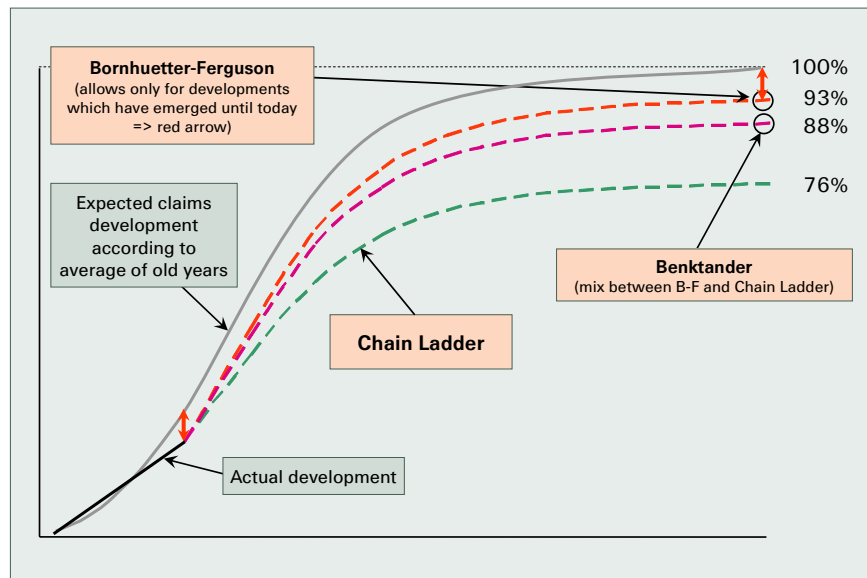 Bornhuetter-Ferguson
(allows only for developments
which have emerged until today
=> red arrow)
100%
93%
88%
76%
Expected claims
development
according to
average of old years
Benktander
(mix between B-F and Chain Ladder)
Chain Ladder
Actual development